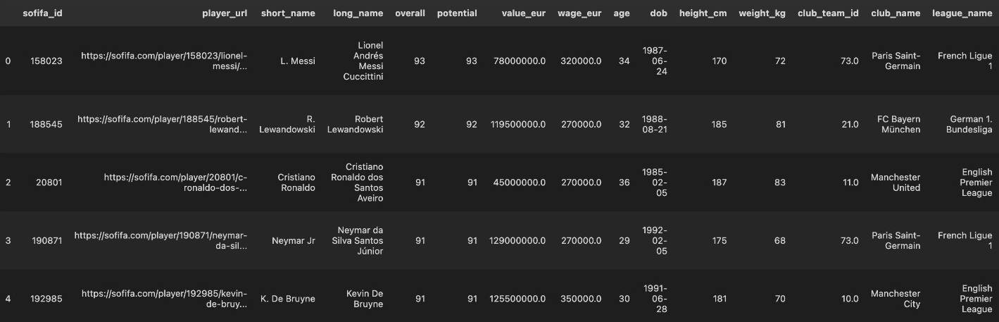 sofifa_id player_url short_name long_name overall potential value_eur wage_eur age dob height_cm weight_kg club_team_id club_name league_name
0 158023 https://sofifa.com/player/158023/lionel-messi/... L. Messi Lionel Andrés Messi Cuccittini 93 93 78000000.0 320000.0 34 1987-06-24 170 72 73.0 Paris Saint-Germain French Ligue 1
1 188545 https://sofifa.com/player/188545/robert-lewand... R. Lewandowski Robert Lewandowski 92 92 119500000.0 270000.0 32 1988-08-21 185 81 21.0 FC Bayern München German 1. Bundesliga
2 20801 https://sofifa.com/player/20801/c-ronaldo-dos-... Cristiano Ronaldo Cristiano Ronaldo dos Santos Aveiro 91 91 45000000.0 270000.0 36 1985-02-05 187 83 11.0 Manchester United English Premier League
3 190871 https://sofifa.com/player/190871/neymar-da-sil... Neymar Jr Neymar da Silva Santos Júnior 91 91 129000000.0 270000.0 29 1992-02-05 175 68 73.0 Paris Saint-Germain French Ligue 1
4 192985 https://sofifa.com/player/192985/kevin-de-bruy... K. De Bruyne Kevin De Bruyne 91 91 125500000.0 350000.0 30 1991-06-28 181 70 10.0 Manchester City English Premier League